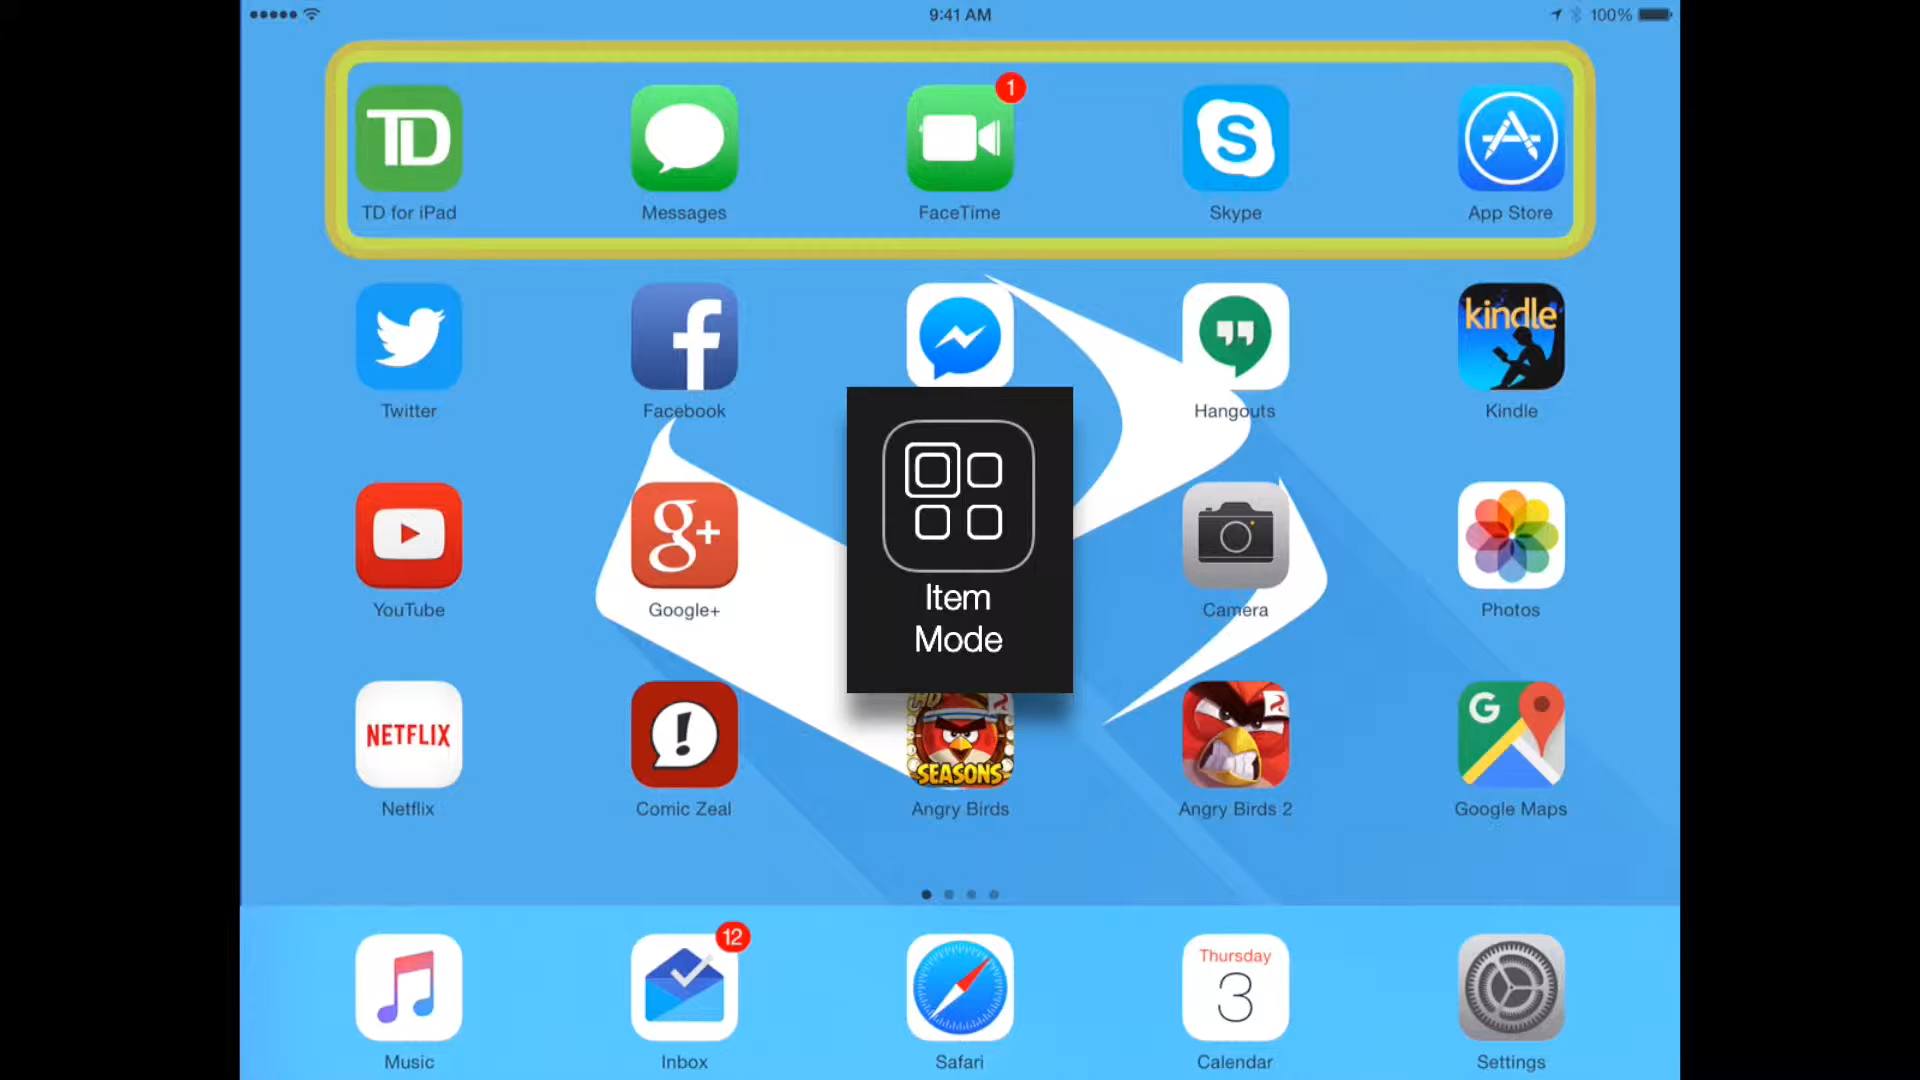 9:41 AM
100%
TD
1
S
TD for iPad
Messages
FaceTime
Skype
App Store
f
kindle
Twitter
Facebook
Hangouts
Kindle
g+
Item
Mode
YouTube
Google+
Camera
Photos
NETFLIX
!
HD
SEASONS
G
Netflix
Comic Zeal
Angry Birds
Angry Birds 2
Google Maps
12
Thursday
3
Music
Inbox
Safari
Calendar
Settings